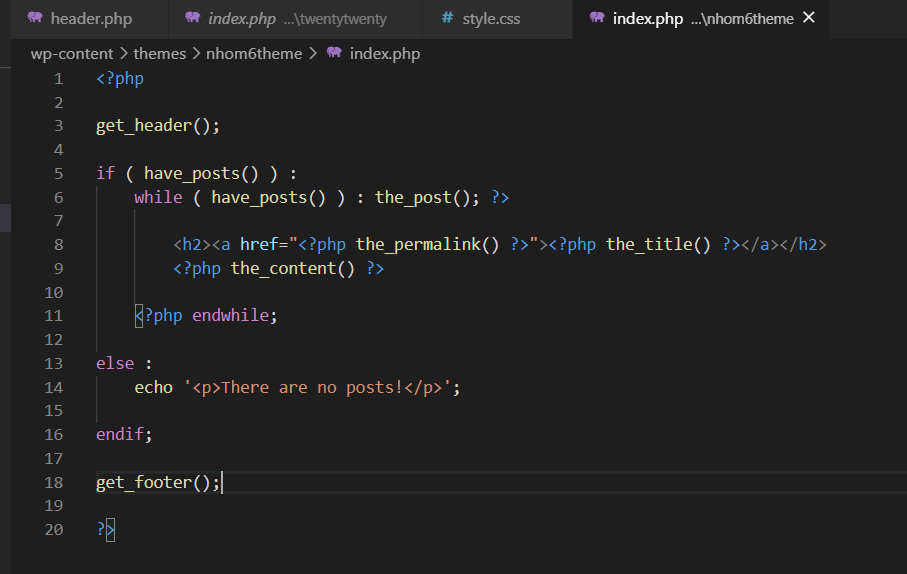 header.php index.php ...\twentytwenty # style.css index.php ...\nhom6theme
wp-content > themes > nhom6theme > index.php
1 <?php
2
3 get_header();
4
5 if ( have_posts() ) :
6 while ( have_posts() ) : the_post(); ?>
7
8 <h2><a href="<?php the_permalink() ?>"><?php the_title() ?></a></h2>
9 <?php the_content() ?>
10
11 <?php endwhile;
12
13 else :
14 echo '<p>There are no posts!</p>';
15
16 endif;
17
18 get_footer();
19
20 ?>